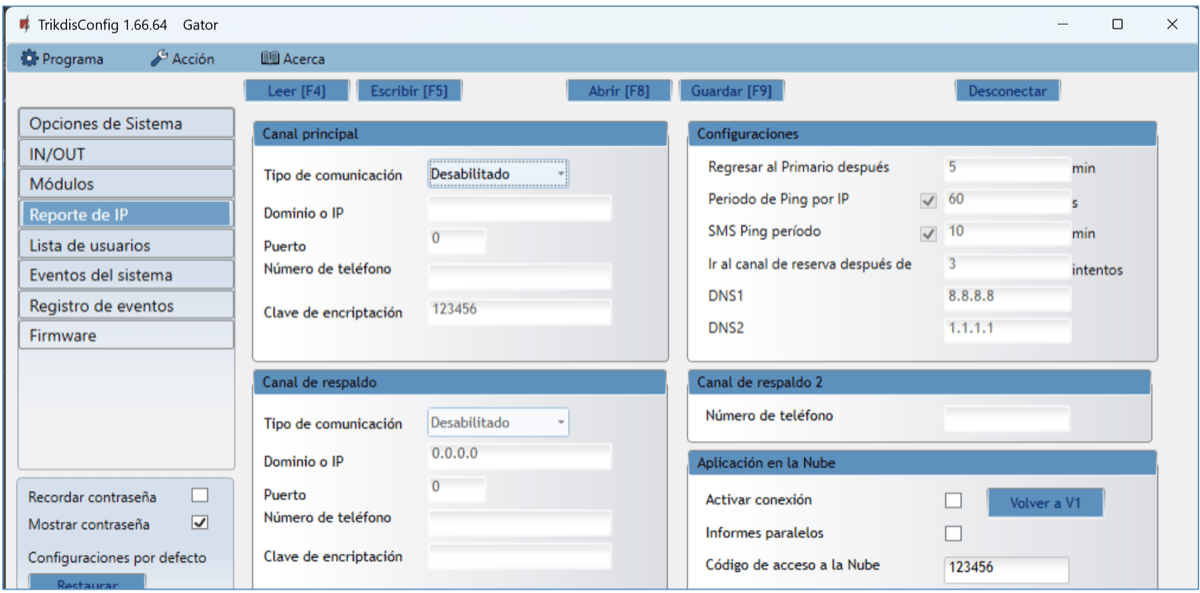 TrikdisConfig 1.66.64 Gator
Programa Acción Acerca
Leer [F4] Escribir [F5] Abrir [F8] Guardar [F9] Desconectar
Opciones de Sistema
IN/OUT
Módulos
Reporte de IP
Lista de usuarios
Eventos del sistema
Registro de eventos
Firmware
Recordar contraseña
Mostrar contraseña
Configuraciones por defecto
Restaurar
Canal principal
Tipo de comunicación Desabilitado
Dominio o IP
Puerto 0
Número de teléfono
Clave de encriptación 123456
Canal de respaldo
Tipo de comunicación Desabilitado
Dominio o IP 0.0.0.0
Puerto 0
Número de teléfono
Clave de encriptación
Configuraciones
Regresar al Primario después 5 min
Periodo de Ping por IP 60 s
SMS Ping período 10 min
Ir al canal de reserva después de 3 intentos
DNS1 8.8.8.8
DNS2 1.1.1.1
Canal de respaldo 2
Número de teléfono
Aplicación en la Nube
Activar conexión Volver a V1
Informes paralelos
Código de acceso a la Nube 123456